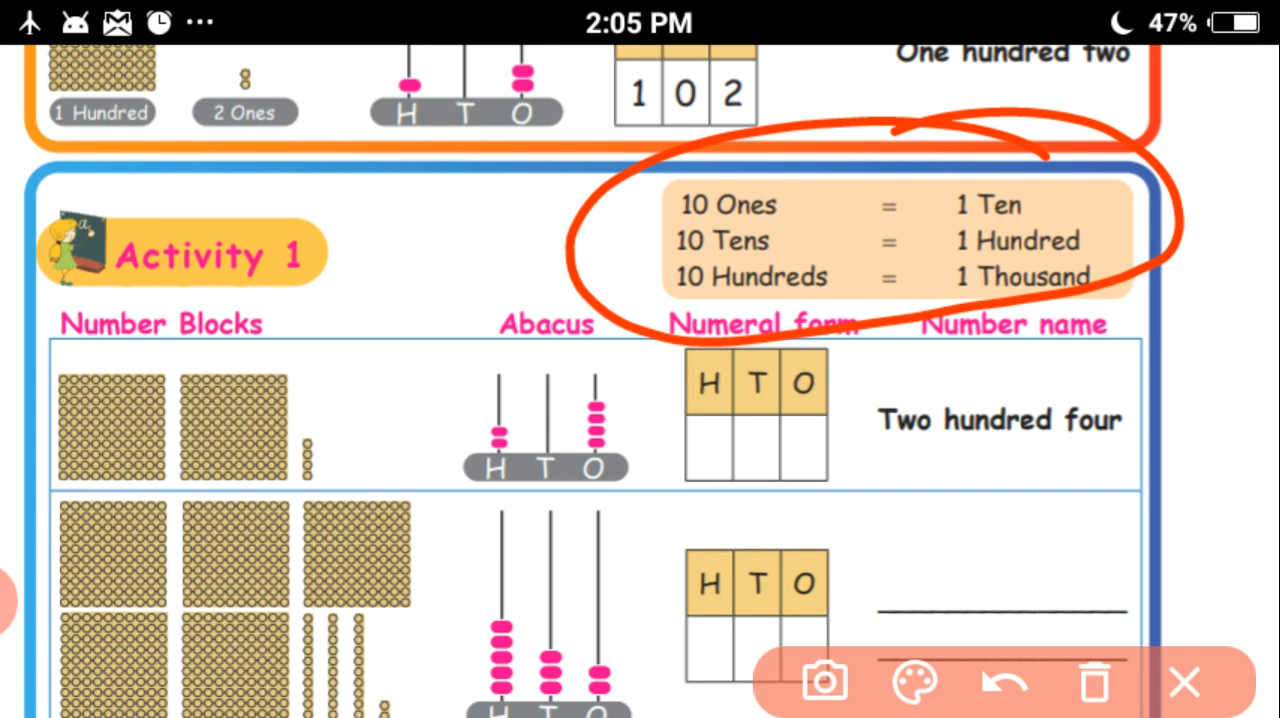 2:05 PM
47%
One hundred two
1 0 2
1 Hundred
2 Ones
H T O
10 Ones = 1 Ten
10 Tens = 1 Hundred
10 Hundreds = 1 Thousand
Activity 1
Number Blocks
Abacus
Numeral form
Number name
H T O
H T O
Two hundred four
H T O
H T O